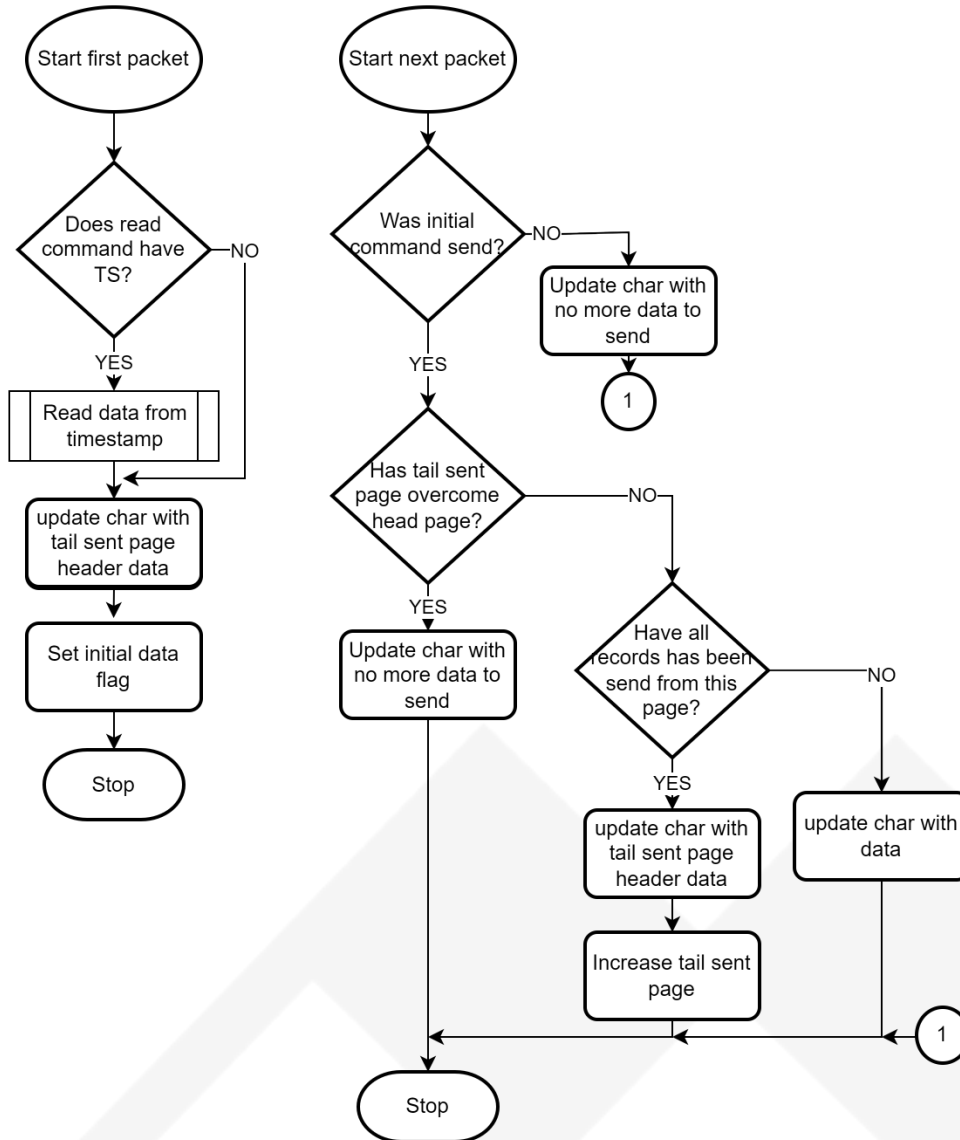 Start first packet
Does read
command have
TS?
NO
YES
Read data from
timestamp
update char with
tail sent page
header data
Set initial data
flag
Stop
Start next packet
Was initial
command send?
NO
Update char with
no more data to
send
1
YES
Has tail sent
page overcome
head page?
NO
YES
Update char with
no more data to
send
Have all
records has been
send from this
page?
NO
YES
update char with
tail sent page
header data
update char with
data
Increase tail sent
page
1
Stop